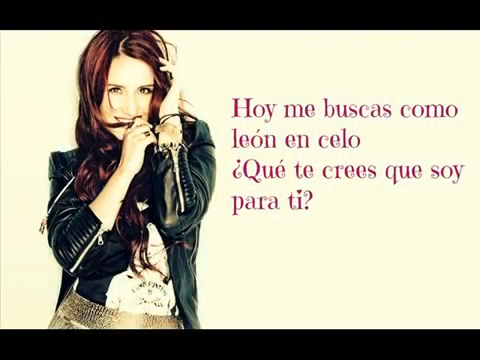 Hoy me buscas como
león en celo
¿Qué te crees que soy
para ti?